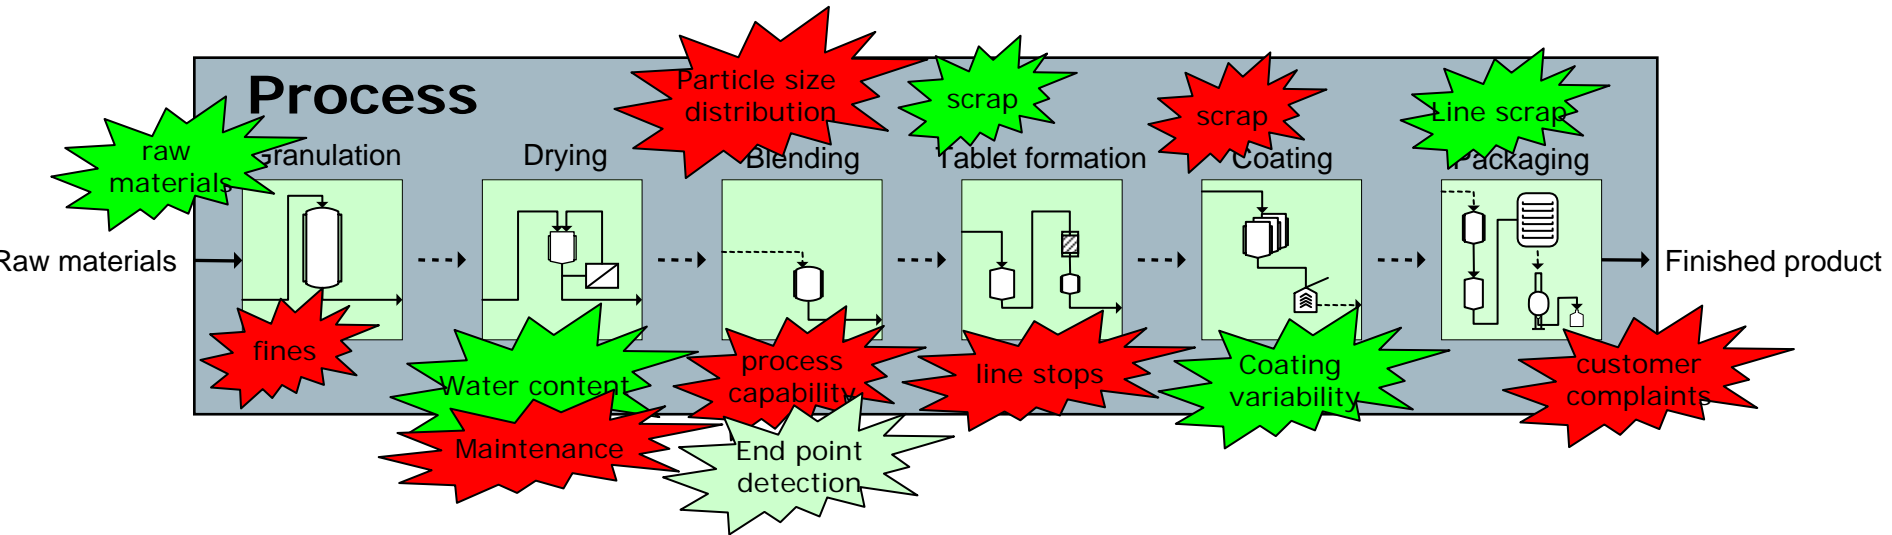 Process
Particle size
distribution
scrap
scrap
Line scrap
raw
materials
Granulation
Drying
Blending
Tablet formation
Coating
Packaging
Raw materials
Finished product
fines
Water content
process
capability
line stops
Coating
variability
customer
complaints
Maintenance
End point
detection